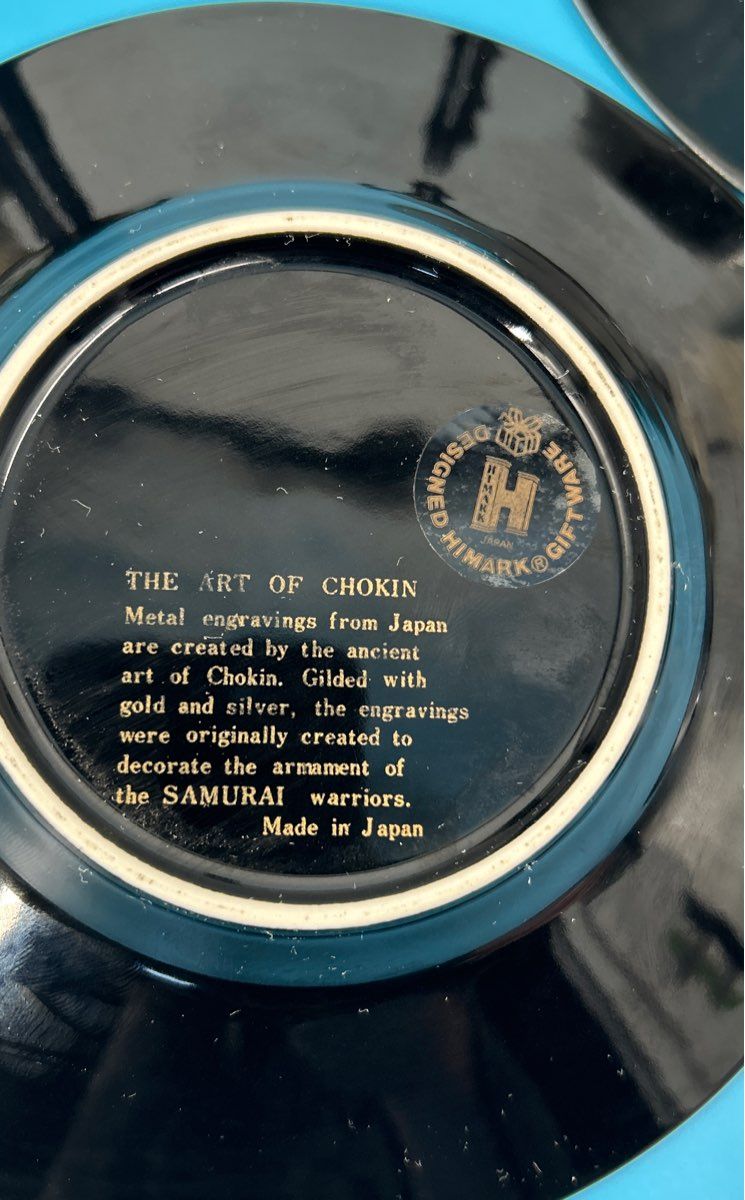 DESIGNED HIMARK® GIFTWARE
HIMARK
H
JAPAN
THE ART OF CHOKIN
Metal engravings from Japan
are created by the ancient
art of Chokin. Gilded with
gold and silver, the engravings
were originally created to
decorate the armament of
the SAMURAI warriors.
Made in Japan